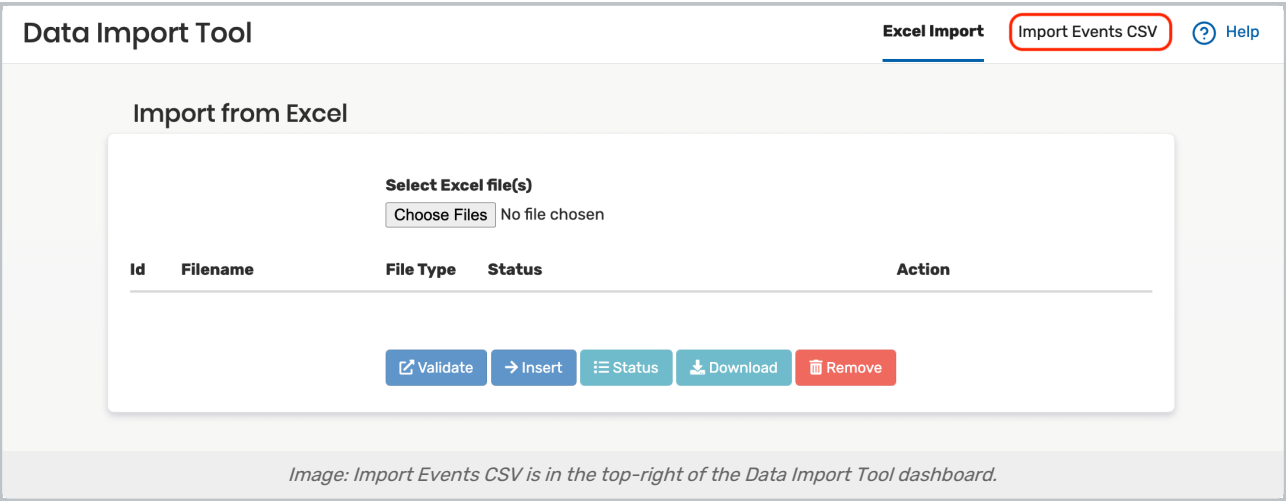 Data Import Tool
Excel Import
Import Events CSV
? Help
Import from Excel
Select Excel file(s)
Choose Files No file chosen
Id Filename File Type Status Action
Validate Insert Status Download Remove
Image: Import Events CSV is in the top-right of the Data Import Tool dashboard.